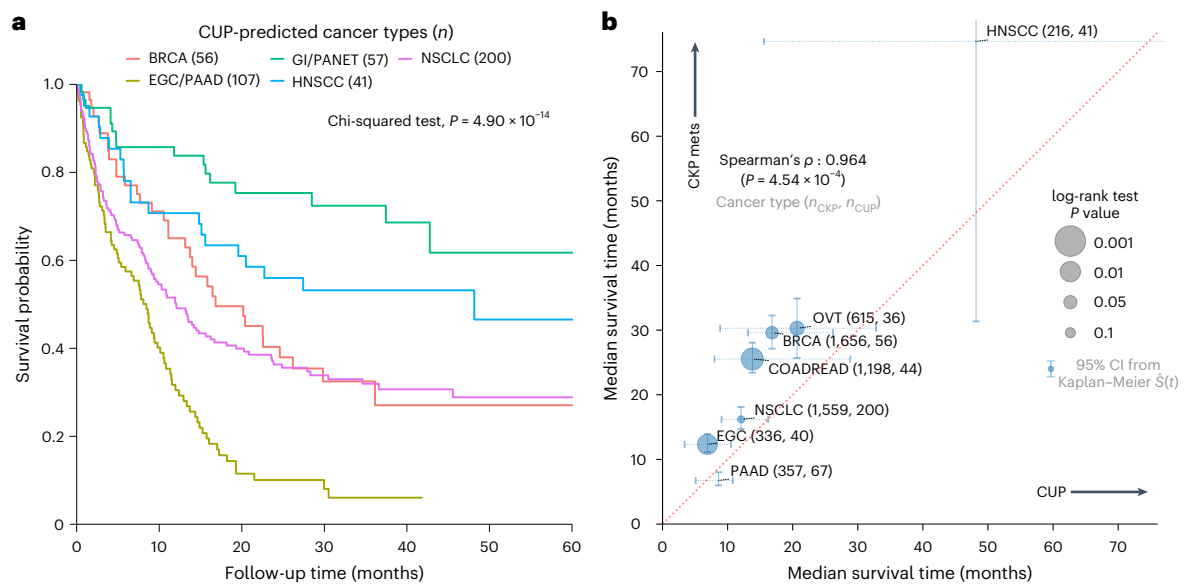 a
CUP-predicted cancer types (n)
BRCA (56)
GI/PANET (57)
NSCLC (200)
EGC/PAAD (107)
HNSCC (41)
Chi-squared test, P = 4.90 × 10⁻¹⁴
Survival probability
1.0
0.8
0.6
0.4
0.2
0
0
10
20
30
40
50
60
Follow-up time (months)
b
HNSCC (216, 41)
CKP mets
Spearman's ρ : 0.964
(P = 4.54 × 10⁻⁴)
Cancer type (n_CKP, n_CUP)
log-rank test
P value
0.001
0.01
0.05
0.1
95% CI from
Kaplan–Meier Ŝ(t)
OVT (615, 36)
BRCA (1,656, 56)
COADREAD (1,198, 44)
NSCLC (1,559, 200)
EGC (336, 40)
PAAD (357, 67)
CUP
Median survival time (months)
70
60
50
40
30
20
10
0
0
10
20
30
40
50
60
70
Median survival time (months)